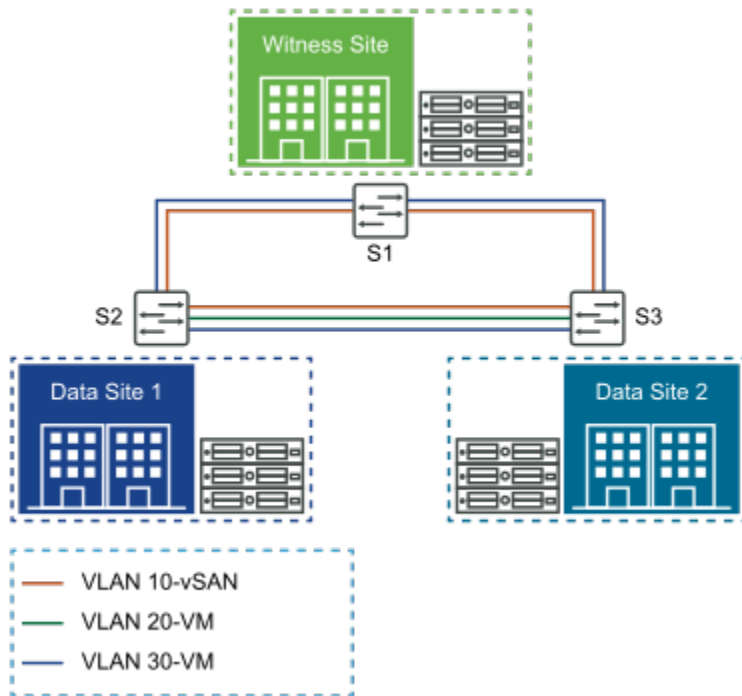 Witness Site
S1
S2
S3
Data Site 1
Data Site 2
VLAN 10-vSAN
VLAN 20-VM
VLAN 30-VM